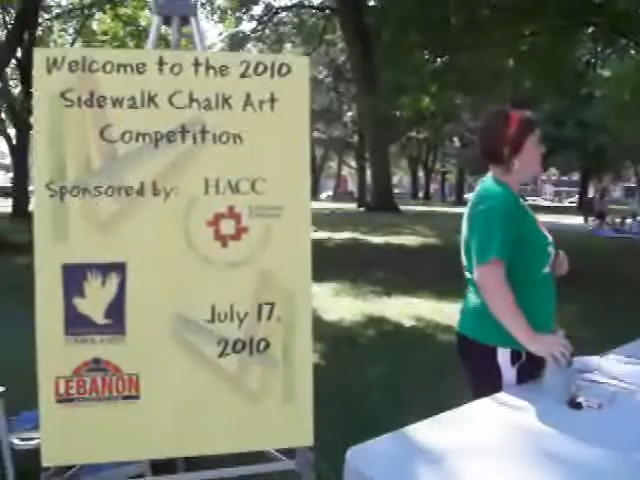 Welcome to the 2010
Sidewalk Chalk Art
Competition
Sponsored by: HACC
July 17,
2010
LEBANON